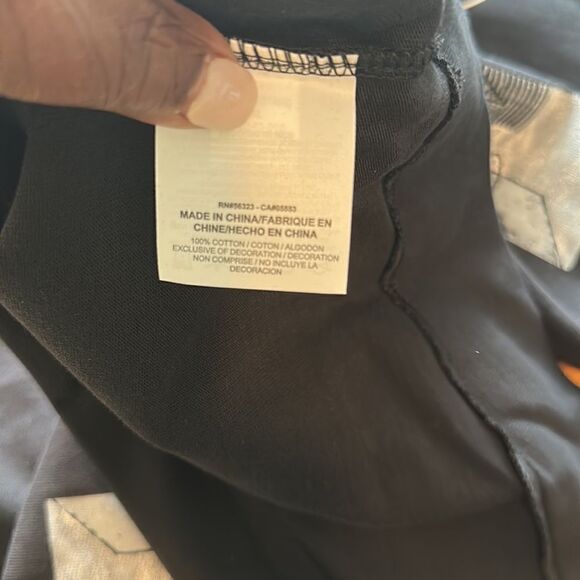 RN#56323 - CA#05553
MADE IN CHINA/FABRIQUE EN
CHINE/HECHO EN CHINA
100% COTTON / COTON / ALGODON
EXCLUSIVE OF DECORATION / DECORATION
NON COMPRISE / NO INCLUYE LA
DECORACION